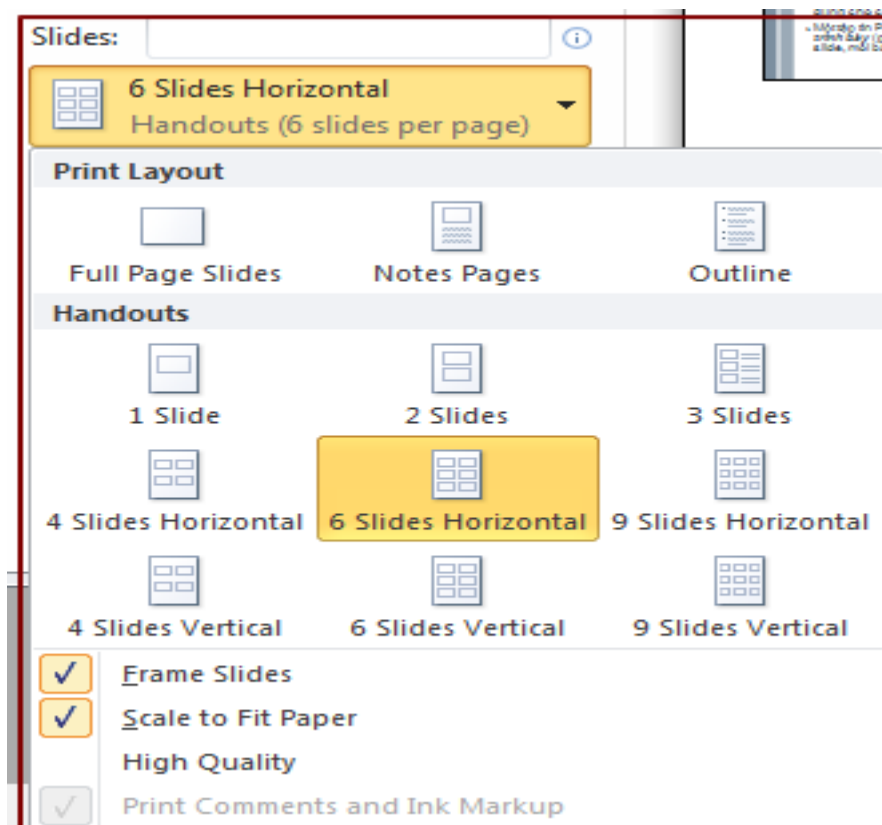 Slides:
6 Slides Horizontal
Handouts (6 slides per page)
Print Layout
Full Page Slides Notes Pages Outline
Handouts
1 Slide 2 Slides 3 Slides
4 Slides Horizontal 6 Slides Horizontal 9 Slides Horizontal
4 Slides Vertical 6 Slides Vertical 9 Slides Vertical
Frame Slides
Scale to Fit Paper
High Quality
Print Comments and Ink Markup